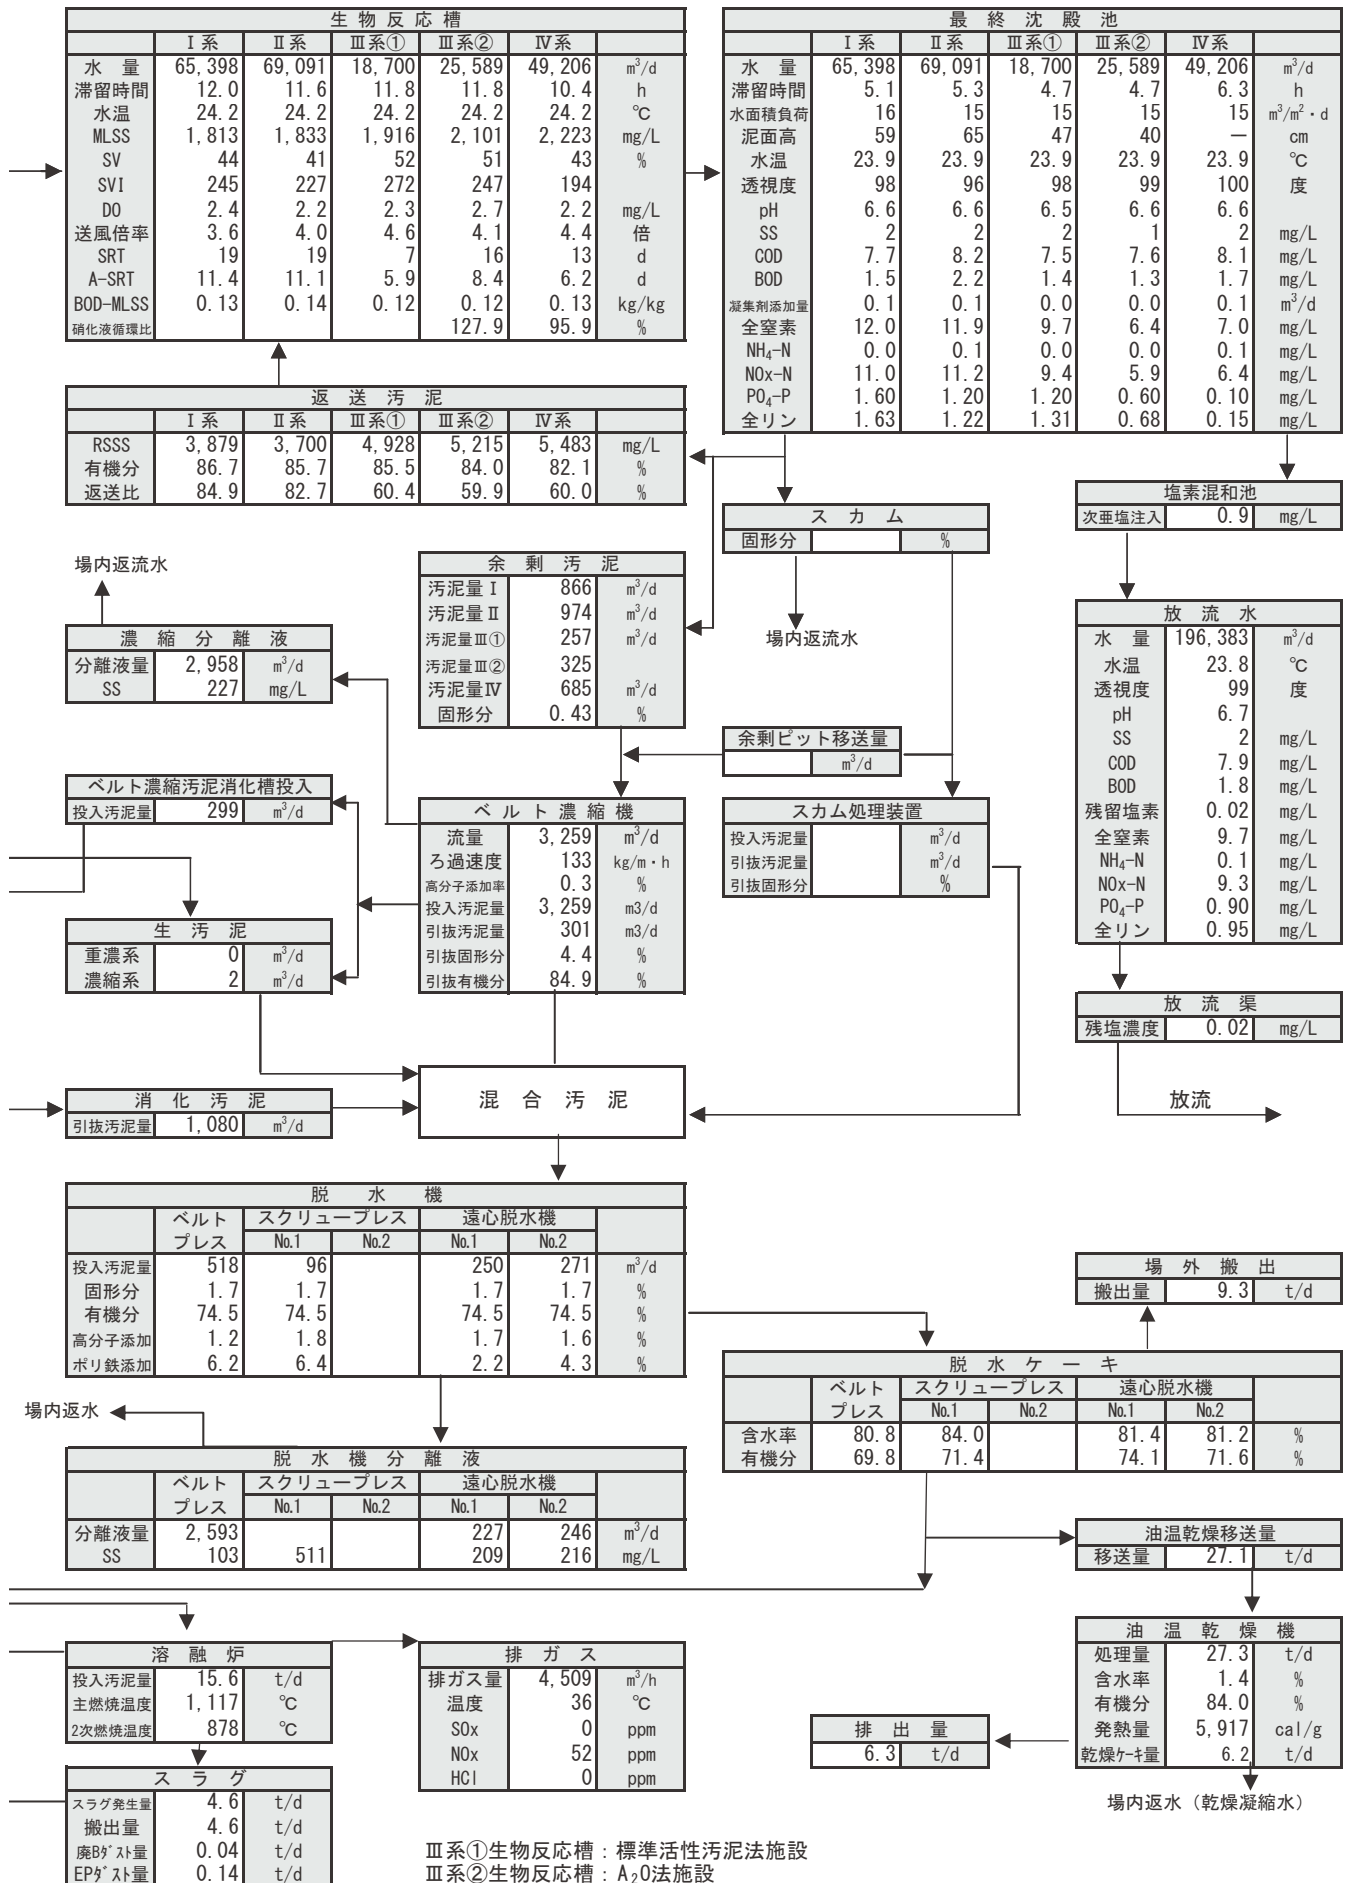 生物反応槽
Ⅰ系 Ⅱ系 Ⅲ系① Ⅲ系② Ⅳ系
水 量 65,398 69,091 18,700 25,589 49,206 m³/d
滞留時間 12.0 11.6 11.8 11.8 10.4 h
水温 24.2 24.2 24.2 24.2 24.2 ℃
MLSS 1,813 1,833 1,916 2,101 2,223 mg/L
SV 44 41 52 51 43 %
SVI 245 227 272 247 194
DO 2.4 2.2 2.3 2.7 2.2 mg/L
送風倍率 3.6 4.0 4.6 4.1 4.4 倍
SRT 19 19 7 16 13 d
A-SRT 11.4 11.1 5.9 8.4 6.2 d
BOD-MLSS 0.13 0.14 0.12 0.12 0.13 kg/kg
硝化液循環比 127.9 95.9 %
最 終 沈 殿 池
Ⅰ系 Ⅱ系 Ⅲ系① Ⅲ系② Ⅳ系
水 量 65,398 69,091 18,700 25,589 49,206 m³/d
滞留時間 5.1 5.3 4.7 4.7 6.3 h
水面積負荷 16 15 15 15 15 m³/m²・d
泥面高 59 65 47 40 － cm
水温 23.9 23.9 23.9 23.9 23.9 ℃
透視度 98 96 98 99 100 度
pH 6.6 6.6 6.5 6.6 6.6
SS 2 2 2 1 2 mg/L
COD 7.7 8.2 7.5 7.6 8.1 mg/L
BOD 1.5 2.2 1.4 1.3 1.7 mg/L
凝集剤添加量 0.1 0.1 0.0 0.0 0.1 m³/d
全窒素 12.0 11.9 9.7 6.4 7.0 mg/L
NH₄-N 0.0 0.1 0.0 0.0 0.1 mg/L
NOx-N 11.0 11.2 9.4 5.9 6.4 mg/L
PO₄-P 1.60 1.20 1.20 0.60 0.10 mg/L
全リン 1.63 1.22 1.31 0.68 0.15 mg/L
返 送 汚 泥
Ⅰ系 Ⅱ系 Ⅲ系① Ⅲ系② Ⅳ系
RSSS 3,879 3,700 4,928 5,215 5,483 mg/L
有機分 86.7 85.7 85.5 84.0 82.1 %
返送比 84.9 82.7 60.4 59.9 60.0 %
塩素混和池
次亜塩注入 0.9 mg/L
ス カ ム
固形分 %
場内返流水
場内返流水
余 剰 汚 泥
汚泥量Ⅰ 866 m³/d
汚泥量Ⅱ 974 m³/d
汚泥量Ⅲ① 257 m³/d
汚泥量Ⅲ② 325
汚泥量Ⅳ 685 m³/d
固形分 0.43 %
濃 縮 分 離 液
分離液量 2,958 m³/d
SS 227 mg/L
放 流 水
水 量 196,383 m³/d
水温 23.8 ℃
透視度 99 度
pH 6.7
SS 2 mg/L
COD 7.9 mg/L
BOD 1.8 mg/L
残留塩素 0.02 mg/L
全窒素 9.7 mg/L
NH₄-N 0.1 mg/L
NOx-N 9.3 mg/L
PO₄-P 0.90 mg/L
全リン 0.95 mg/L
余剰ピット移送量
m³/d
ベルト濃縮汚泥消化槽投入
投入汚泥量 299 m³/d
ベ ル ト 濃 縮 機
流量 3,259 m³/d
ろ過速度 133 kg/m・h
高分子添加率 0.3 %
投入汚泥量 3,259 m3/d
引抜汚泥量 301 m3/d
引抜固形分 4.4 %
引抜有機分 84.9 %
スカム処理装置
投入汚泥量 m³/d
引抜汚泥量 m³/d
引抜固形分 %
生 汚 泥
重濃系 0 m³/d
濃縮系 2 m³/d
放 流 渠
残塩濃度 0.02 mg/L
放流
混 合 汚 泥
消 化 汚 泥
引抜汚泥量 1,080 m³/d
脱 水 機
ベルト スクリュープレス 遠心脱水機
プレス No.1 No.2 No.1 No.2
投入汚泥量 518 96 250 271 m³/d
固形分 1.7 1.7 1.7 1.7 %
有機分 74.5 74.5 74.5 74.5 %
高分子添加 1.2 1.8 1.7 1.6 %
ポリ鉄添加 6.2 6.4 2.2 4.3 %
場 外 搬 出
搬出量 9.3 t/d
脱 水 ケ ー キ
ベルト スクリュープレス 遠心脱水機
プレス No.1 No.2 No.1 No.2
含水率 80.8 84.0 81.4 81.2 %
有機分 69.8 71.4 74.1 71.6 %
場内返水
脱 水 機 分 離 液
ベルト スクリュープレス 遠心脱水機
プレス No.1 No.2 No.1 No.2
分離液量 2,593 227 246 m³/d
SS 103 511 209 216 mg/L
油温乾燥移送量
移送量 27.1 t/d
溶 融 炉
投入汚泥量 15.6 t/d
主燃焼温度 1,117 ℃
2次燃焼温度 878 ℃
排 ガ ス
排ガス量 4,509 m³/h
温度 36 ℃
SOx 0 ppm
NOx 52 ppm
HCl 0 ppm
油 温 乾 燥 機
処理量 27.3 t/d
含水率 1.4 %
有機分 84.0 %
発熱量 5,917 cal/g
乾燥ｹｰｷ量 6.2 t/d
排 出 量
6.3 t/d
場内返水（乾燥凝縮水）
ス ラ グ
スラグ発生量 4.6 t/d
搬出量 4.6 t/d
廃Bﾀﾞｽﾄ量 0.04 t/d
EPﾀﾞｽﾄ量 0.14 t/d
Ⅲ系①生物反応槽：標準活性汚泥法施設
Ⅲ系②生物反応槽：A₂O法施設